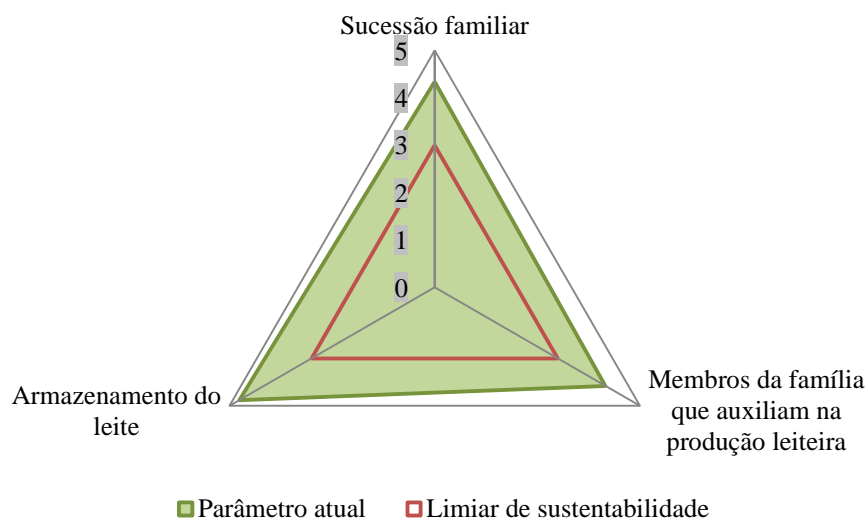 Sucessão familiar
5
4
3
2
1
0
Armazenamento do
leite
Membros da família
que auxiliam na
produção leiteira
Parâmetro atual
Limiar de sustentabilidade